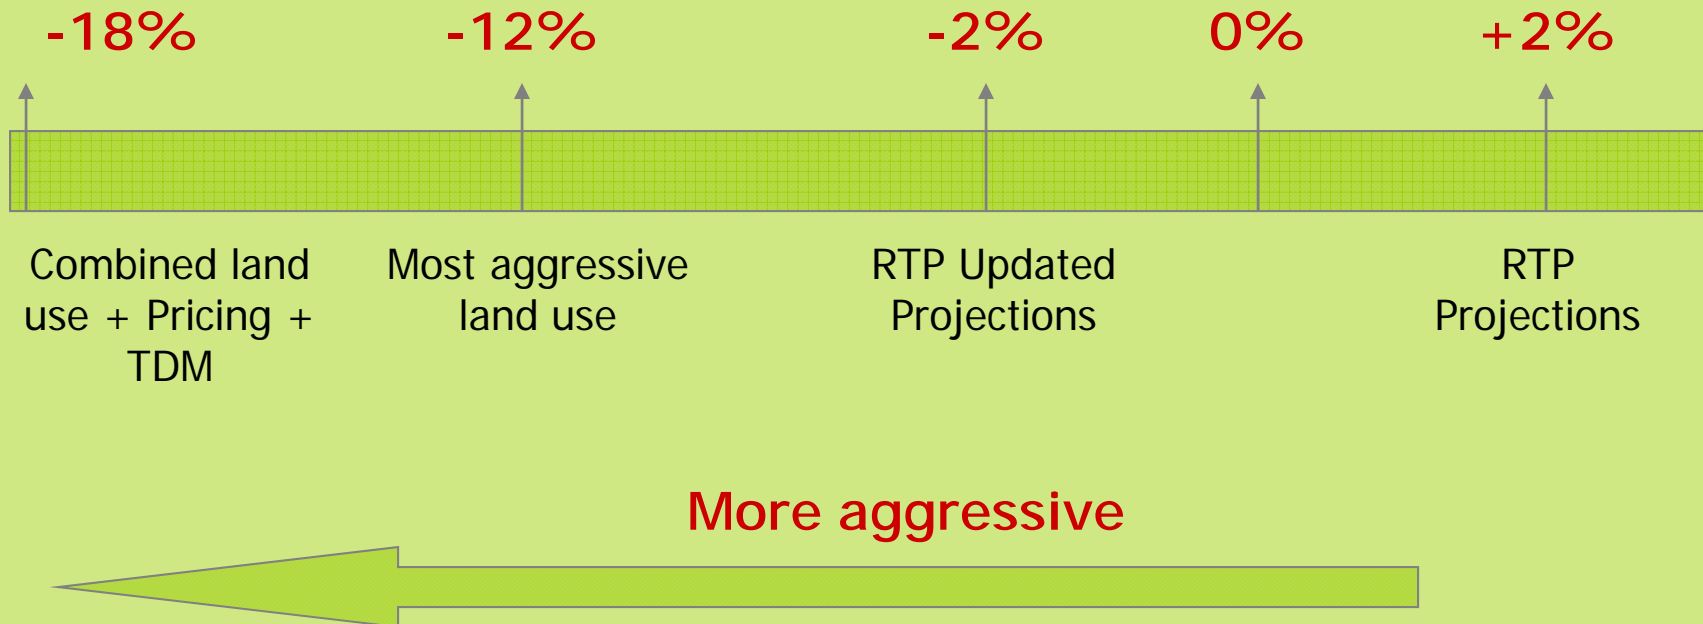 -18% -12% -2% 0% +2%
Combined land
use + Pricing +
TDM
Most aggressive
land use
RTP Updated
Projections
RTP
Projections
More aggressive